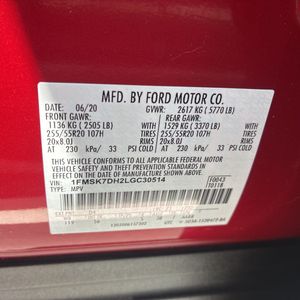 MFD. BY FORD MOTOR CO.
DATE: 06/20 GVWR: 2617 KG ( 5770 LB)
FRONT GAWR: REAR GAWR:
1136 KG ( 2505 LB) 1529 KG ( 3370 LB)
255/55R20 107H TIRES 255/55R20 107H TIRES
20x8.0J RIMS 20x8.0J RIMS
AT 230 kPa/ 33 PSI COLD AT 230 kPa/ 33 PSI COLD
THIS VEHICLE CONFORMS TO ALL APPLICABLE FEDERAL MOTOR
VEHICLE SAFETY AND THEFT PREVENTION STANDARDS IN EFFECT
ON THE DATE OF MANUFACTURE SHOWN ABOVE.
VIN: 1FMSK7DH2LGC30514 F0043
TYPE: MPV T0118